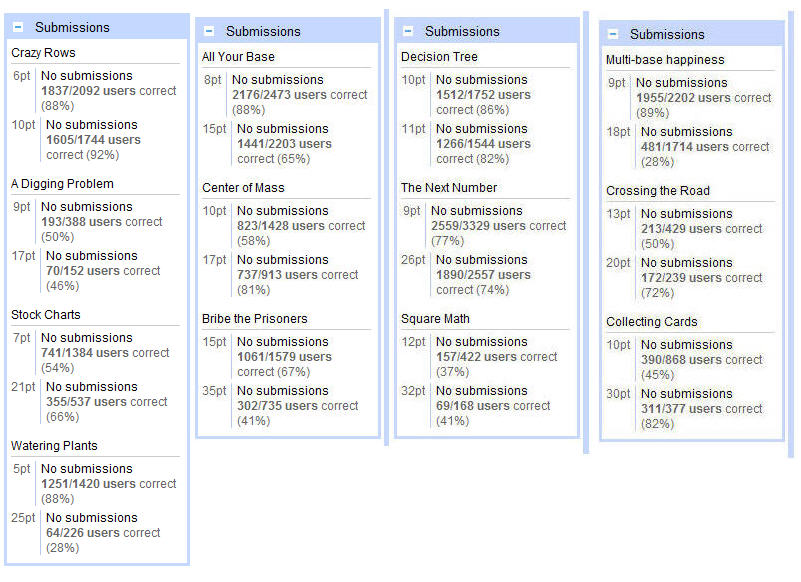 Submissions
Crazy Rows
6pt No submissions
1837/2092 users correct
(88%)
10pt No submissions
1605/1744 users
correct (92%)
A Digging Problem
9pt No submissions
193/388 users correct
(50%)
17pt No submissions
70/152 users correct
(46%)
Stock Charts
7pt No submissions
741/1384 users correct
(54%)
21pt No submissions
355/537 users correct
(66%)
Watering Plants
5pt No submissions
1251/1420 users correct
(88%)
25pt No submissions
64/226 users correct
(28%)
Submissions
All Your Base
8pt No submissions
2176/2473 users correct
(88%)
15pt No submissions
1441/2203 users
correct (65%)
Center of Mass
10pt No submissions
823/1428 users correct
(58%)
17pt No submissions
737/913 users correct
(81%)
Bribe the Prisoners
15pt No submissions
1061/1579 users
correct (67%)
35pt No submissions
302/735 users correct
(41%)
Submissions
Decision Tree
10pt No submissions
1512/1752 users
correct (86%)
11pt No submissions
1266/1544 users
correct (82%)
The Next Number
9pt No submissions
2559/3329 users correct
(77%)
26pt No submissions
1890/2557 users
correct (74%)
Square Math
12pt No submissions
157/422 users correct
(37%)
32pt No submissions
69/168 users correct
(41%)
Submissions
Multi-base happiness
9pt No submissions
1955/2202 users correct
(89%)
18pt No submissions
481/1714 users correct
(28%)
Crossing the Road
13pt No submissions
213/429 users correct
(50%)
20pt No submissions
172/239 users correct
(72%)
Collecting Cards
10pt No submissions
390/868 users correct
(45%)
30pt No submissions
311/377 users correct
(82%)